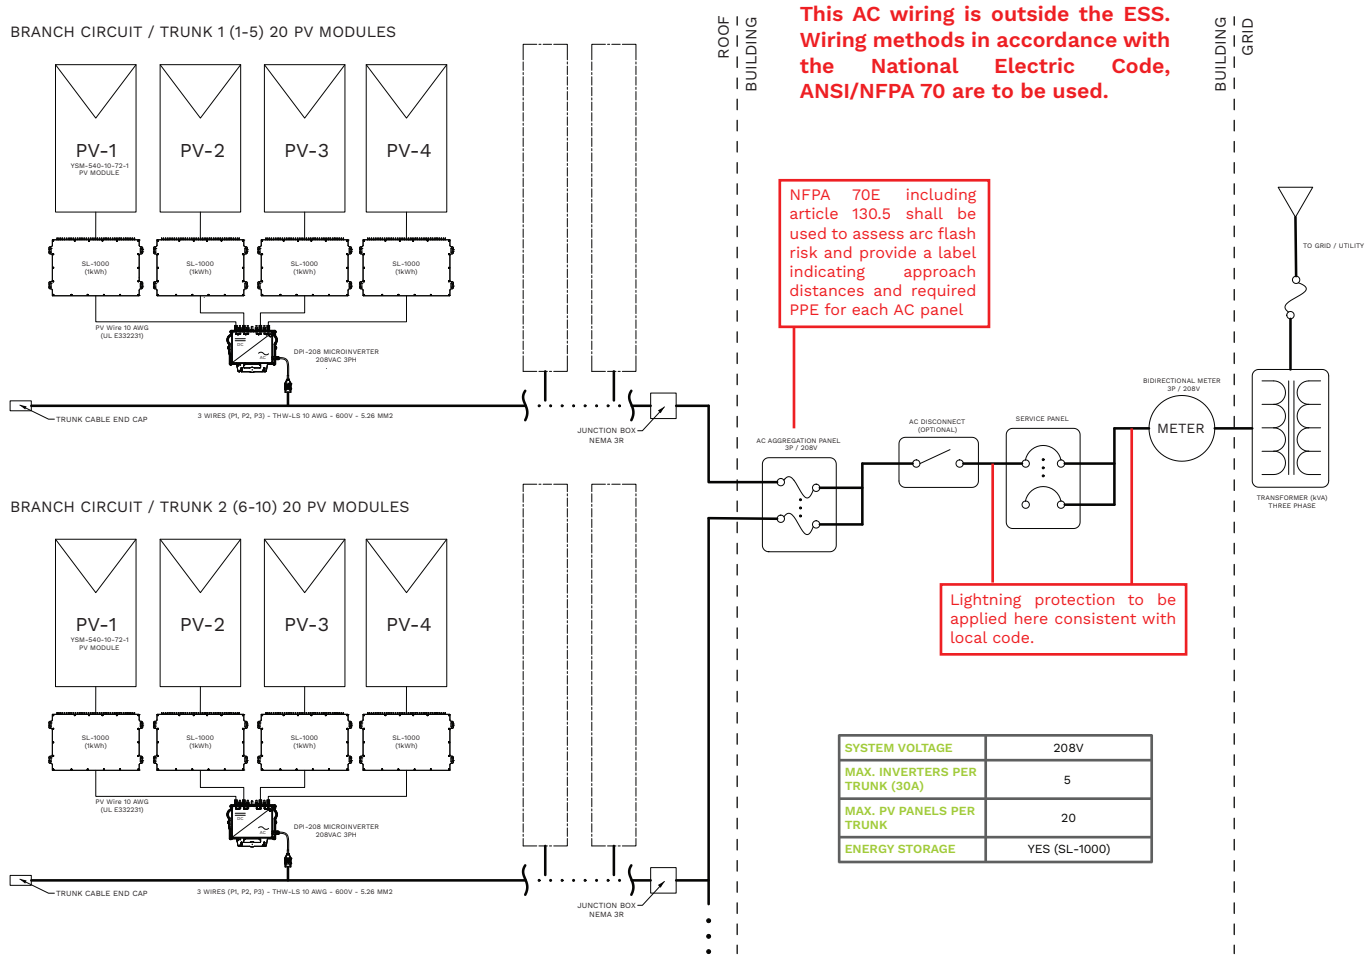 BRANCH CIRCUIT / TRUNK 1 (1-5) 20 PV MODULES
PV-1
YSM-540-10-72-1
PV MODULE
PV-2
PV-3
PV-4
SL-1000
(1kWh)
SL-1000
(1kWh)
SL-1000
(1kWh)
SL-1000
(1kWh)
PV Wire 10 AWG
(UL E332231)
DC
AC
DPI-208 MICROINVERTER
208VAC 3PH
TRUNK CABLE END CAP
3 WIRES (P1, P2, P3) - THW-LS 10 AWG - 600V - 5.26 MM2
JUNCTION BOX
NEMA 3R
BRANCH CIRCUIT / TRUNK 2 (6-10) 20 PV MODULES
PV-1
YSM-540-10-72-1
PV MODULE
PV-2
PV-3
PV-4
SL-1000
(1kWh)
SL-1000
(1kWh)
SL-1000
(1kWh)
SL-1000
(1kWh)
PV Wire 10 AWG
(UL E332231)
DC
AC
DPI-208 MICROINVERTER
208VAC 3PH
TRUNK CABLE END CAP
3 WIRES (P1, P2, P3) - THW-LS 10 AWG - 600V - 5.26 MM2
JUNCTION BOX
NEMA 3R
ROOF
BUILDING
This AC wiring is outside the ESS.
Wiring methods in accordance with
the National Electric Code,
ANSI/NFPA 70 are to be used.
BUILDING
GRID
NFPA 70E including
article 130.5 shall be
used to assess arc flash
risk and provide a label
indicating approach
distances and required
PPE for each AC panel
AC AGGREGATION PANEL
3P / 208V
AC DISCONNECT
(OPTIONAL)
SERVICE PANEL
BIDIRECTIONAL METER
3P / 208V
METER
TO GRID / UTILITY
TRANSFORMER (kVA)
THREE PHASE
Lightning protection to be
applied here consistent with
local code.
SYSTEM VOLTAGE 208V
MAX. INVERTERS PER
TRUNK (30A) 5
MAX. PV PANELS PER
TRUNK 20
ENERGY STORAGE YES (SL-1000)